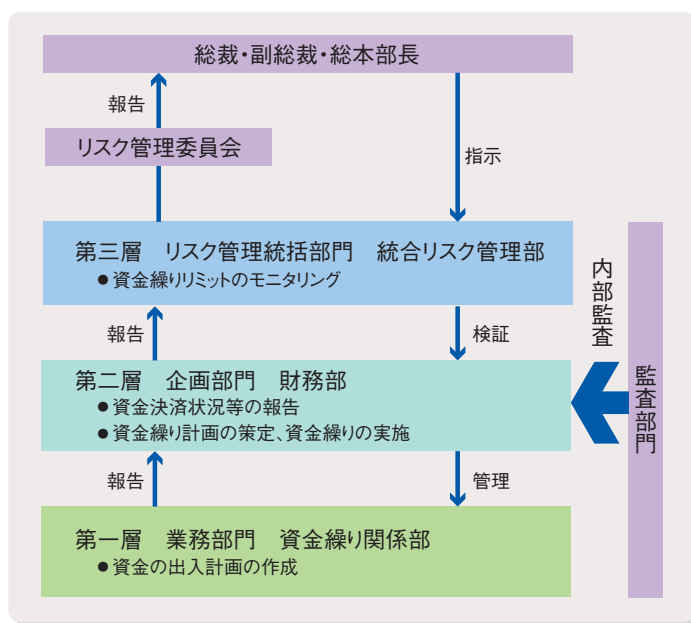 総裁・副総裁・総本部長
報告
リスク管理委員会
指示
第三層　リスク管理統括部門　統合リスク管理部
●資金繰りリミットのモニタリング
報告
検証
第二層　企画部門　財務部
●資金決済状況等の報告
●資金繰り計画の策定、資金繰りの実施
報告
管理
第一層　業務部門　資金繰り関係部
●資金の出入計画の作成
内部監査
監査部門